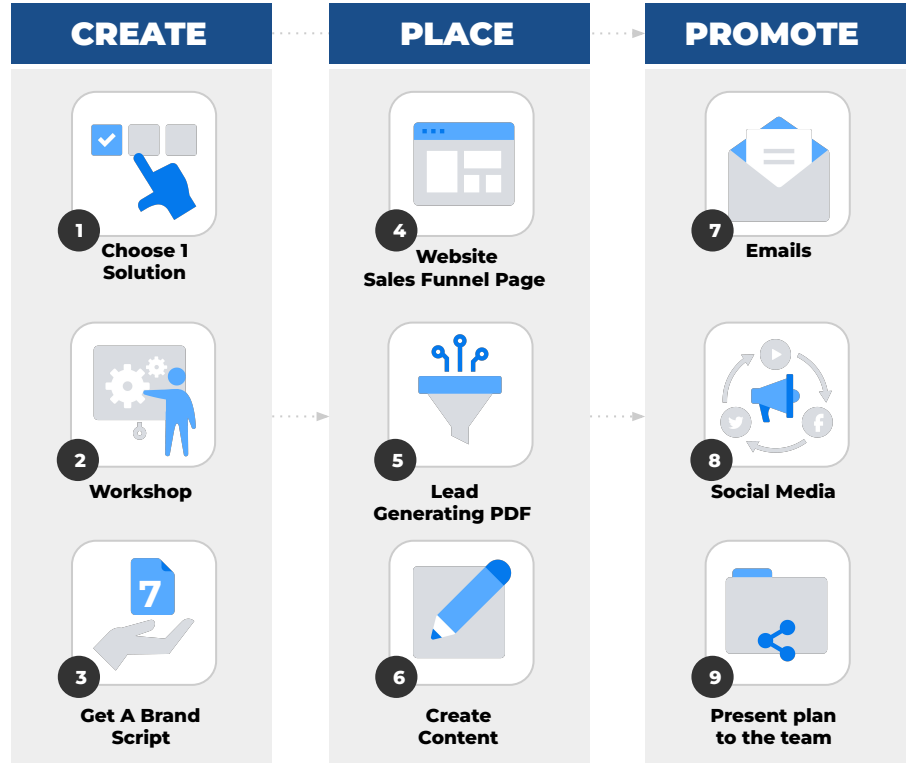 CREATE
1
Choose 1
Solution
2
Workshop
7
3
Get A Brand
Script
PLACE
4
Website
Sales Funnel Page
5
Lead
Generating PDF
6
Create
Content
PROMOTE
7
Emails
8
Social Media
9
Present plan
to the team